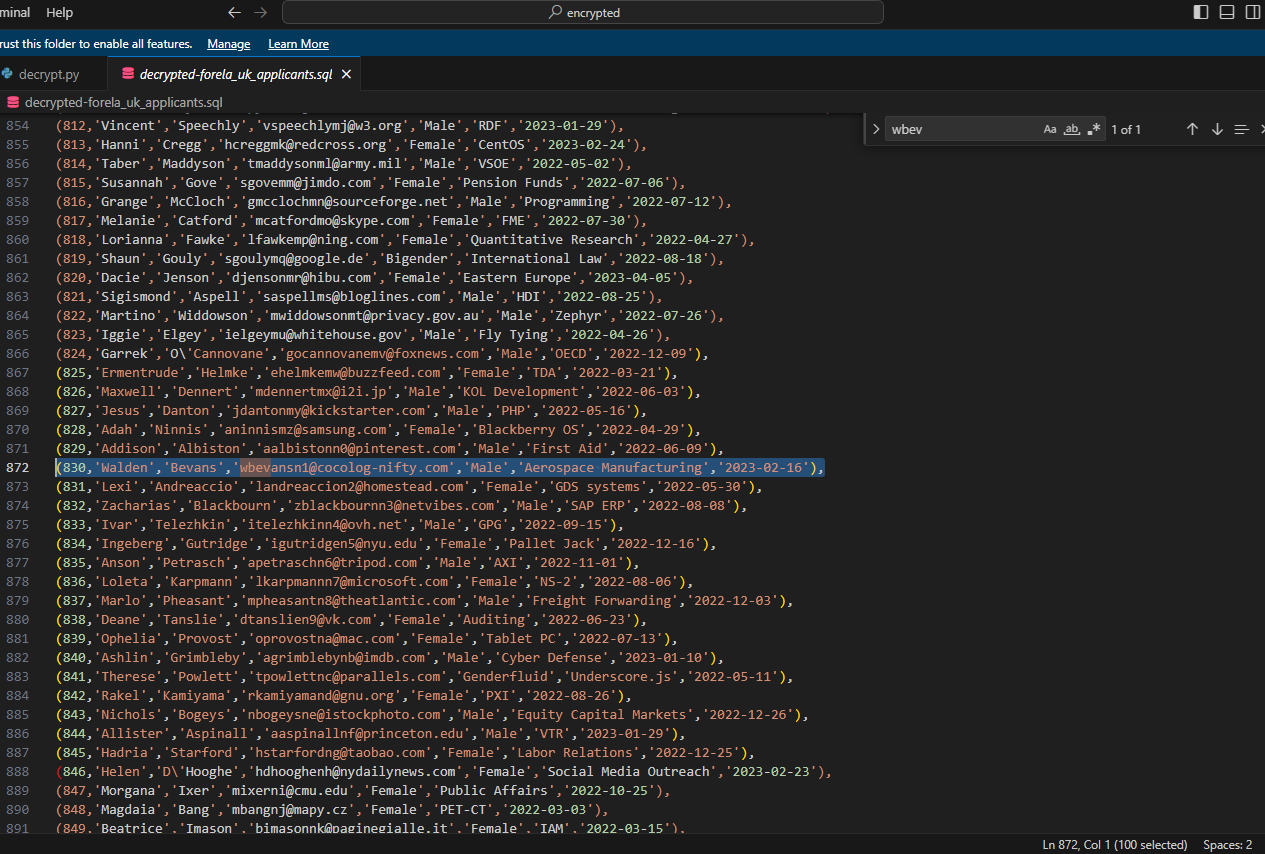 minal Help encrypted
rust this folder to enable all features. Manage Learn More
decrypt.py decrypted-forela_uk_applicants.sql
decrypted-forela_uk_applicants.sql
wbev Aa ab 1 of 1
854 (812,'Vincent','Speechly','vspeechlymj@w3.org','Male','RDF','2023-01-29'),
855 (813,'Hanni','Cregg','hcreggmk@redcross.org','Female','CentOS','2023-02-24'),
856 (814,'Taber','Maddyson','tmaddysonml@army.mil','Male','VSOE','2022-05-02'),
857 (815,'Susannah','Gove','sgovemm@jimdo.com','Female','Pension Funds','2022-07-06'),
858 (816,'Grange','McCloch','gmcclochmn@sourceforge.net','Male','Programming','2022-07-12'),
859 (817,'Melanie','Catford','mcatfordmo@skype.com','Female','FME','2022-07-30'),
860 (818,'Lorianna','Fawke','lfawkemp@ning.com','Female','Quantitative Research','2022-04-27'),
861 (819,'Shaun','Gouly','sgoulymq@google.de','Bigender','International Law','2022-08-18'),
862 (820,'Dacie','Jenson','djensonmr@hibu.com','Female','Eastern Europe','2023-04-05'),
863 (821,'Sigismond','Aspell','saspellms@bloglines.com','Male','HDI','2022-08-25'),
864 (822,'Martino','Widdowson','mwiddowsonmt@privacy.gov.au','Male','Zephyr','2022-07-26'),
865 (823,'Iggie','Elgey','ielgeymu@whitehouse.gov','Male','Fly Tying','2022-04-26'),
866 (824,'Garrek','O\'Cannovane','gocannovanemv@foxnews.com','Male','OECD','2022-12-09'),
867 (825,'Ermentrude','Helmke','ehelmkemw@buzzfeed.com','Female','TDA','2022-03-21'),
868 (826,'Maxwell','Dennert','mdennertmx@i2i.jp','Male','KOL Development','2022-06-03'),
869 (827,'Jesus','Danton','jdantonmy@kickstarter.com','Male','PHP','2022-05-16'),
870 (828,'Adah','Ninnis','aninnismz@samsung.com','Female','Blackberry OS','2022-04-29'),
871 (829,'Addison','Albiston','aalbistonn0@pinterest.com','Male','First Aid','2022-06-09'),
872 (830,'Walden','Bevans','wbevansn1@cocolog-nifty.com','Male','Aerospace Manufacturing','2023-02-16'),
873 (831,'Lexi','Andreaccio','landreaccion2@homestead.com','Female','GDS systems','2022-05-30'),
874 (832,'Zacharias','Blackbourn','zblackbournn3@netvibes.com','Male','SAP ERP','2022-08-08'),
875 (833,'Ivar','Telezhkin','itelezhkinn4@ovh.net','Male','GPG','2022-09-15'),
876 (834,'Ingeberg','Gutridge','igutridgen5@nyu.edu','Female','Pallet Jack','2022-12-16'),
877 (835,'Anson','Petrasch','apetraschn6@tripod.com','Male','AXI','2022-11-01'),
878 (836,'Loleta','Karpmann','lkarpmannn7@microsoft.com','Female','NS-2','2022-08-06'),
879 (837,'Marlo','Pheasant','mpheasantn8@theatlantic.com','Male','Freight Forwarding','2022-12-03'),
880 (838,'Deane','Tanslie','dtanslien9@vk.com','Female','Auditing','2022-06-23'),
881 (839,'Ophelia','Provost','oprovostna@mac.com','Female','Tablet PC','2022-07-13'),
882 (840,'Ashlin','Grimbleby','agrimblebynb@imdb.com','Male','Cyber Defense','2023-01-10'),
883 (841,'Therese','Powlett','tpowlettnc@parallels.com','Genderfluid','Underscore.js','2022-05-11'),
884 (842,'Rakel','Kamiyama','rkamiyamand@gnu.org','Female','PXI','2022-08-26'),
885 (843,'Nichols','Bogeys','nbogeysne@istockphoto.com','Male','Equity Capital Markets','2022-12-26'),
886 (844,'Allister','Aspinall','aaspinallnf@princeton.edu','Male','VTR','2023-01-29'),
887 (845,'Hadria','Starford','hstarfordng@taobao.com','Female','Labor Relations','2022-12-25'),
888 (846,'Helen','D\'Hooghe','hdhooghenh@nydailynews.com','Female','Social Media Outreach','2023-02-23'),
889 (847,'Morgana','Ixer','mixerni@cmu.edu','Female','Public Affairs','2022-10-25'),
890 (848,'Magdaia','Bang','mbangnj@mapy.cz','Female','PET-CT','2022-03-03'),
891 (849,'Beatrice','Imason','bimasonnk@paginegialle.it','Female','IAM','2022-03-15'),
Ln 872, Col 1 (100 selected) Spaces: 2